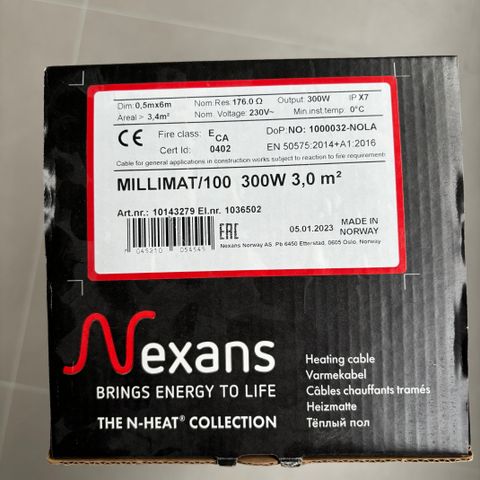 Dim:0,5mx6m Nom.Res:176.0 Ω Output: 300W IP X7
Areal > 3,4m² Nom.Voltage: 230V~ Min.inst temp: 0°C
CE Fire class: ECA DoP:NO: 1000032-NOLA
Cert Id: 0402 EN 50575:2014+A1:2016
Cable for general applications in construction works subject to reaction to fire requirements
MILLIMAT/100 300W 3,0 m²
Art.nr.: 10143279 El.nr. 1036502
EAC 05.01.2023 MADE IN
NORWAY
7 045210 054545
Nexans Norway AS. Pb 6450 Etterstad, 0605 Oslo, Norway
Nexans
BRINGS ENERGY TO LIFE
THE N-HEAT® COLLECTION
Heating cable
Varmekabel
Câbles chauffants tramés
Heizmatte
Тёплый пол